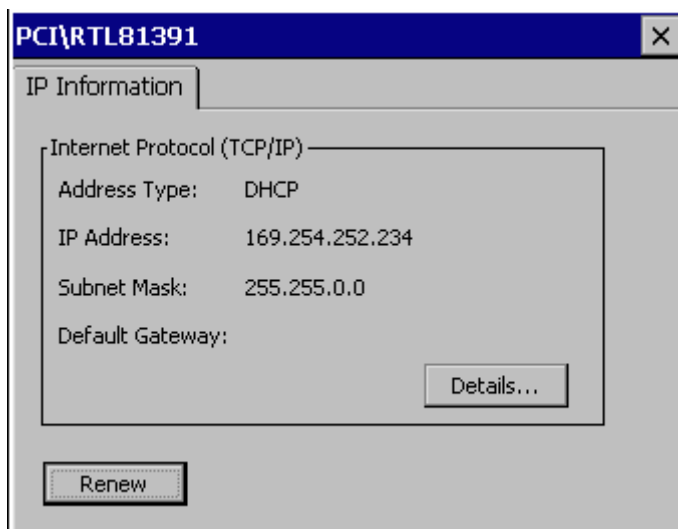 PCI\RTL81391
IP Information
Internet Protocol (TCP/IP)
Address Type: DHCP
IP Address: 169.254.252.234
Subnet Mask: 255.255.0.0
Default Gateway:
Details...
Renew